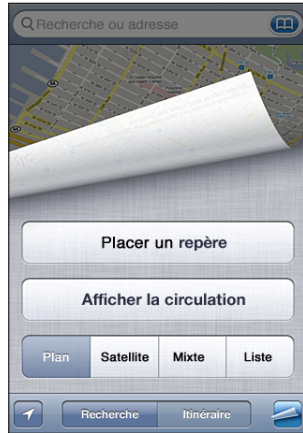 Recherche ou adresse
Placer un repère
Afficher la circulation
Plan Satellite Mixte Liste
Recherche Itinéraire